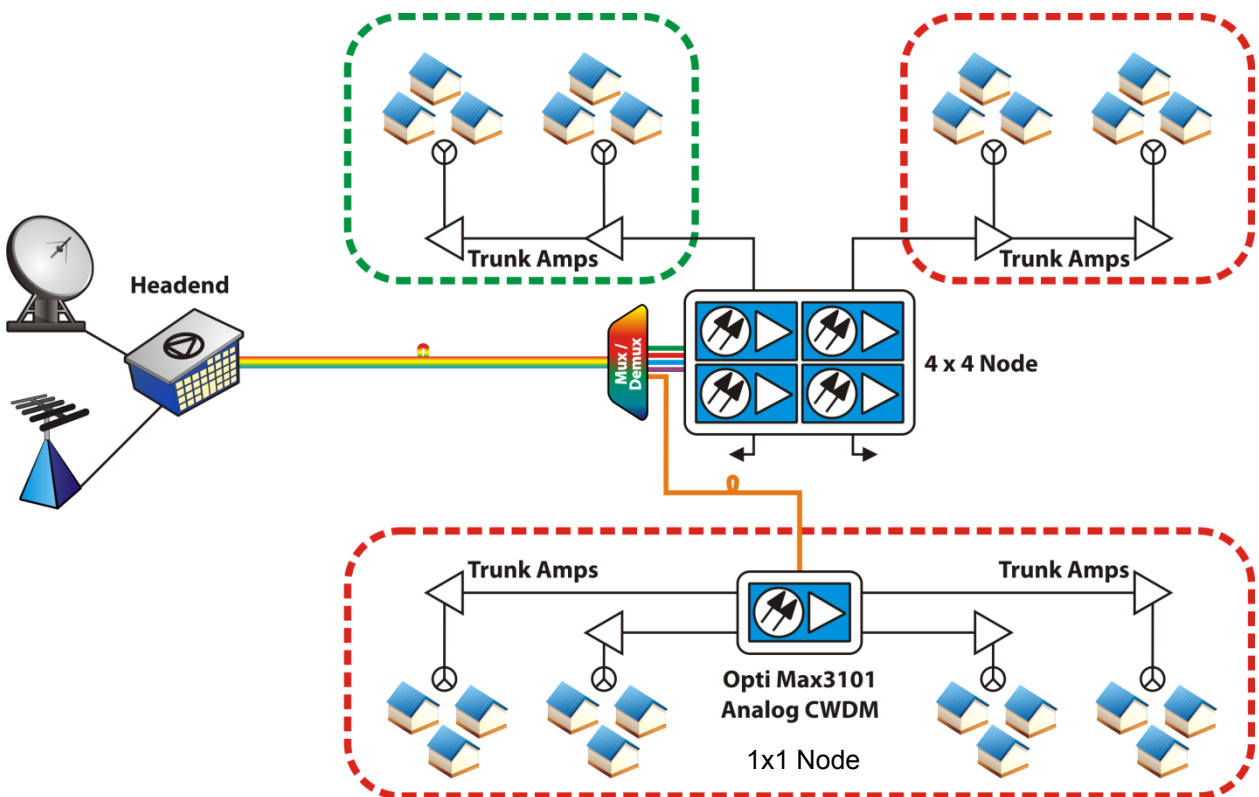 Trunk Amps
Trunk Amps
Headend
Mux /
Demux
4 x 4 Node
Trunk Amps
Trunk Amps
Opti Max3101
Analog CWDM
1x1 Node